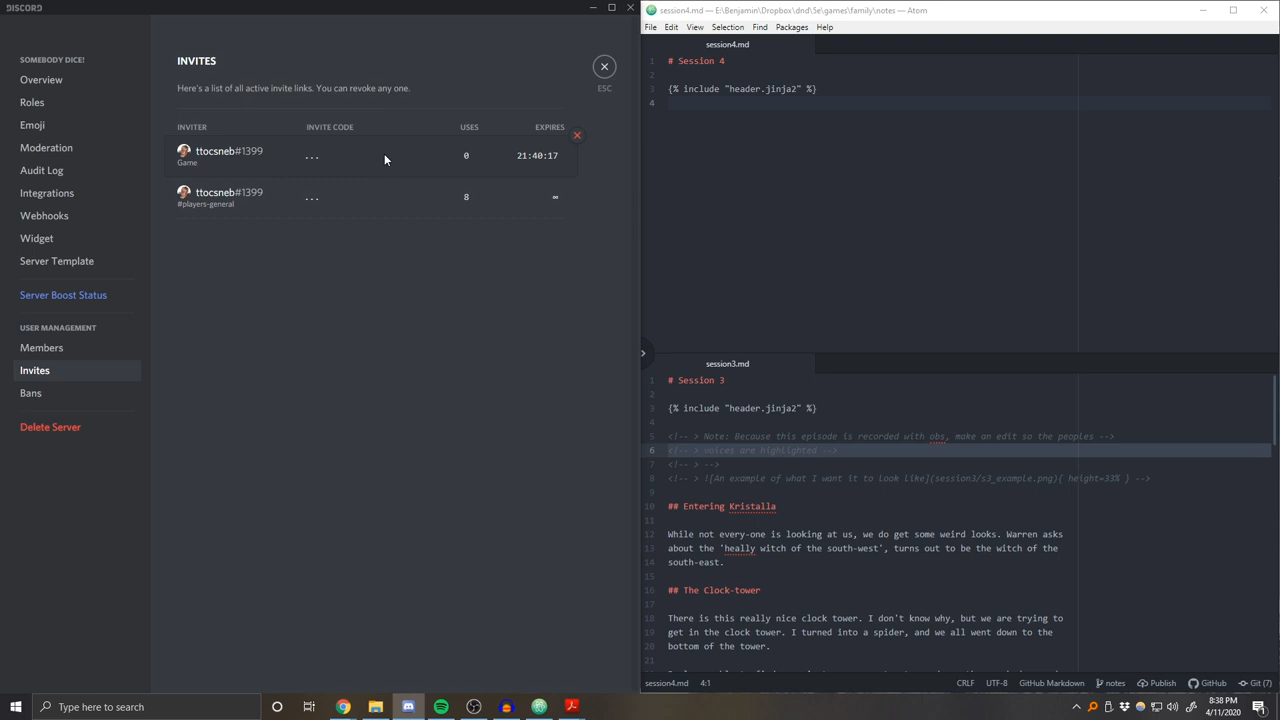 DISCORD
SOMEBODY DICE!
Overview
Roles
Emoji
Moderation
Audit Log
Integrations
Webhooks
Widget
Server Template
Server Boost Status
USER MANAGEMENT
Members
Invites
Bans
Delete Server
INVITES
Here's a list of all active invite links. You can revoke any one.
ESC
INVITER INVITE CODE USES EXPIRES
ttocsneb#1399 ... 0 21:40:17
Game
ttocsneb#1399 ... 8 ∞
#players-general
session4.md — E:\Benjamin\Dropbox\dnd\5e\games\family\notes — Atom
File Edit View Selection Find Packages Help
session4.md
1 # Session 4
2
3 {% include "header.jinja2" %}
4
session3.md
1 # Session 3
2
3 {% include "header.jinja2" %}
4
5 <!-- > Note: Because this episode is recorded with obs, make an edit so the peoples -->
6 <!-- > voices are highlighted -->
7 <!-- > -->
8 <!-- > ![An example of what I want it to look like](session3/s3_example.png){ height=33% } -->
9
10 ## Entering Kristalla
11
12 While not every-one is looking at us, we do get some weird looks. Warren asks
13 about the 'heally witch of the south-west', turns out to be the witch of the
14 south-east.
15
16 ## The Clock-tower
17
18 There is this really nice clock tower. I don't know why, but we are trying to
19 get in the clock tower. I turned into a spider, and we all went down to the
20 bottom of the tower.
21
session4.md 4:1 CRLF UTF-8 GitHub Markdown notes Publish GitHub Git (7)
Type here to search
8:38 PM
4/11/2020